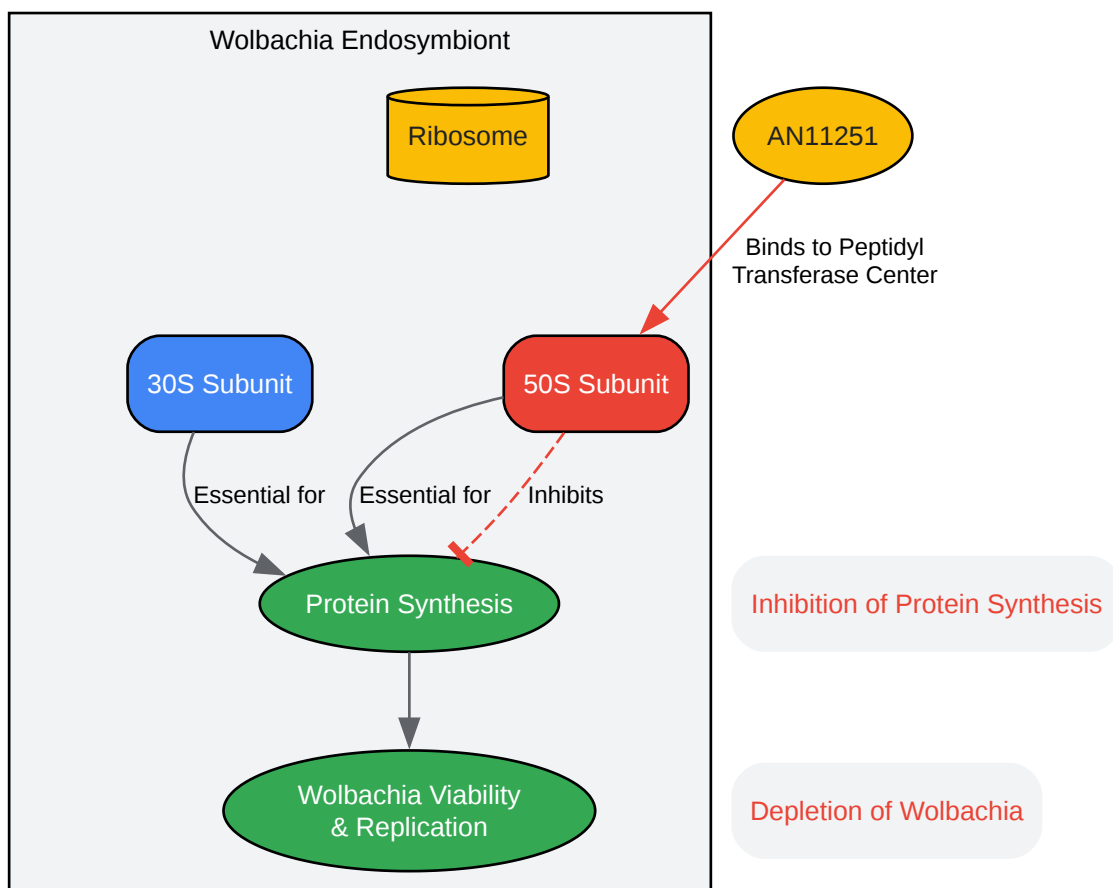 Wolbachia Endosymbiont
Ribosome
AN11251
Binds to Peptidyl
Transferase Center
30S Subunit
50S Subunit
Essential for
Essential for
Inhibits
Protein Synthesis
Inhibition of Protein Synthesis
Wolbachia Viability
& Replication
Depletion of Wolbachia